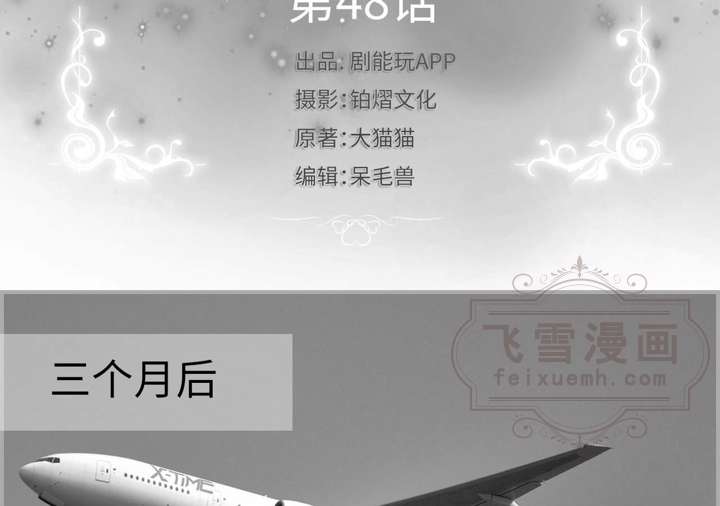 第48话
出品: 剧能玩APP
摄影: 铂熠文化
原著: 大猫猫
编辑: 呆毛兽
飞雪漫画
feixuemh.com
三个月后
X-TiME